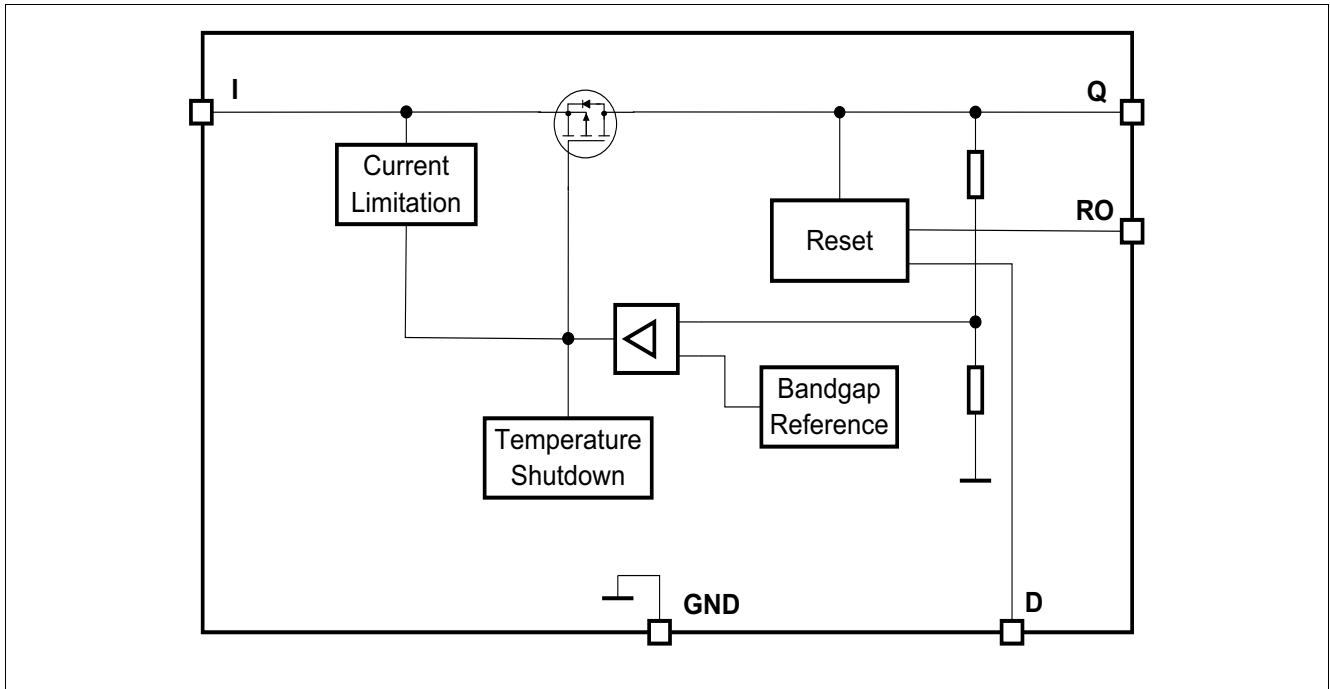 I
Q
Current
Limitation
RO
Reset
Bandgap
Reference
Temperature
Shutdown
GND
D